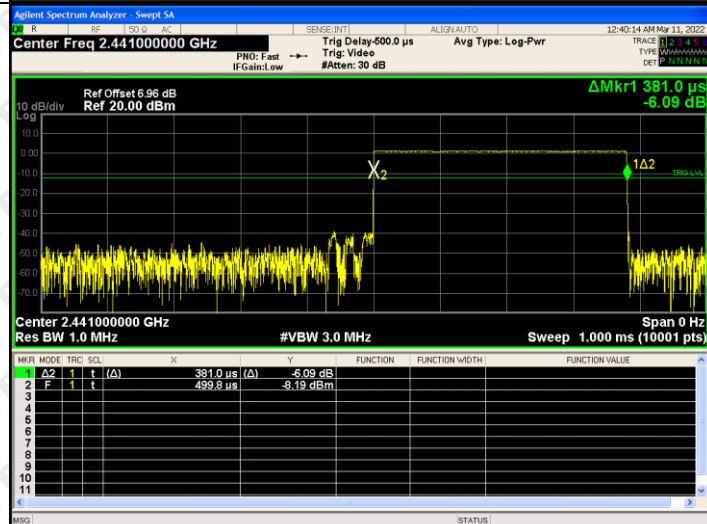 Agilent Spectrum Analyzer - Swept SA
R RF 50 Ω AC SENSE:INT ALIGNAUTO 12:40:14 AM Mar 11, 2022
Center Freq 2.441000000 GHz
PNO: Fast
IFGain:Low
Trig Delay-500.0 µs
Trig: Video
#Atten: 30 dB
Avg Type: Log-Pwr
TRACE 1 2 3 4 5 6
TYPE W
DET P N N N N N
ΔMkr1 381.0 µs
-6.09 dB
Ref Offset 6.96 dB
10 dB/div Ref 20.00 dBm
Log
10.0
0.00
-10.0
-20.0
-30.0
-40.0
-50.0
-60.0
-70.0
2
1Δ2
TRIG LVL
Center 2.441000000 GHz Span 0 Hz
Res BW 1.0 MHz #VBW 3.0 MHz Sweep 1.000 ms (10001 pts)
MKR MODE TRC SCL X Y FUNCTION FUNCTION WIDTH FUNCTION VALUE
1 Δ2 1 t (Δ) 381.0 µs (Δ) -6.09 dB
2 F 1 t 499.8 µs -8.19 dBm
3
4
5
6
7
8
9
10
11
MSG STATUS